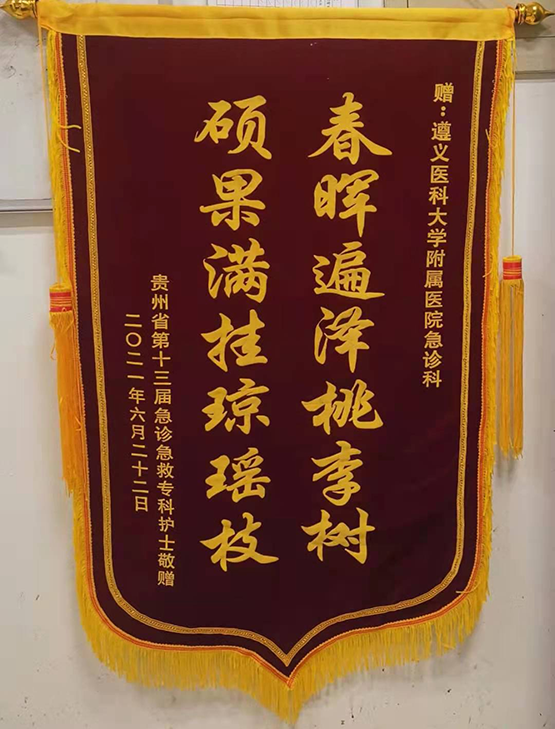 赠：遵义医科大学附属医院急诊科
春晖遍泽桃李树
硕果满挂琼瑶枝
贵州省第十三届急诊急救专科护士敬赠
二〇二一年六月二十二日